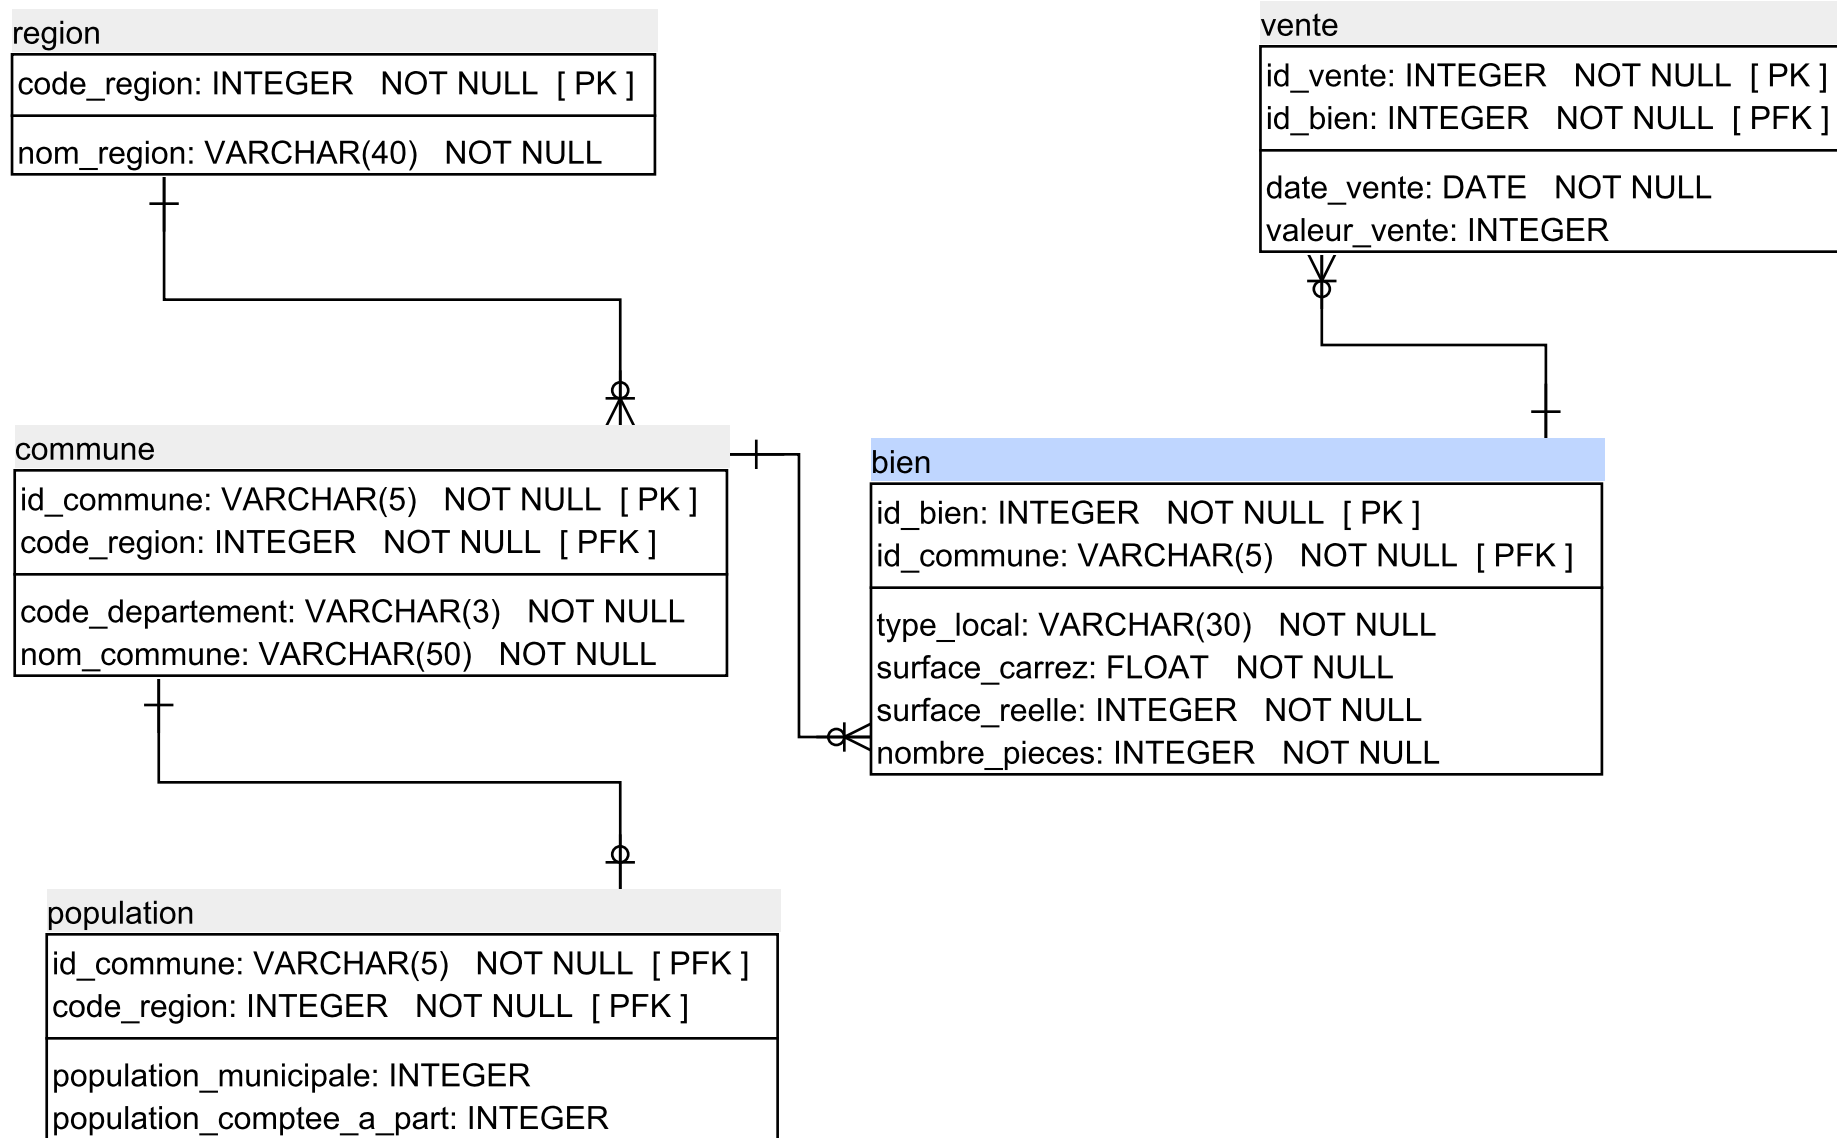 region
code_region: INTEGER NOT NULL [ PK ]
nom_region: VARCHAR(40) NOT NULL
vente
id_vente: INTEGER NOT NULL [ PK ]
id_bien: INTEGER NOT NULL [ PFK ]
date_vente: DATE NOT NULL
valeur_vente: INTEGER
commune
id_commune: VARCHAR(5) NOT NULL [ PK ]
code_region: INTEGER NOT NULL [ PFK ]
code_departement: VARCHAR(3) NOT NULL
nom_commune: VARCHAR(50) NOT NULL
bien
id_bien: INTEGER NOT NULL [ PK ]
id_commune: VARCHAR(5) NOT NULL [ PFK ]
type_local: VARCHAR(30) NOT NULL
surface_carrez: FLOAT NOT NULL
surface_reelle: INTEGER NOT NULL
nombre_pieces: INTEGER NOT NULL
population
id_commune: VARCHAR(5) NOT NULL [ PFK ]
code_region: INTEGER NOT NULL [ PFK ]
population_municipale: INTEGER
population_comptee_a_part: INTEGER